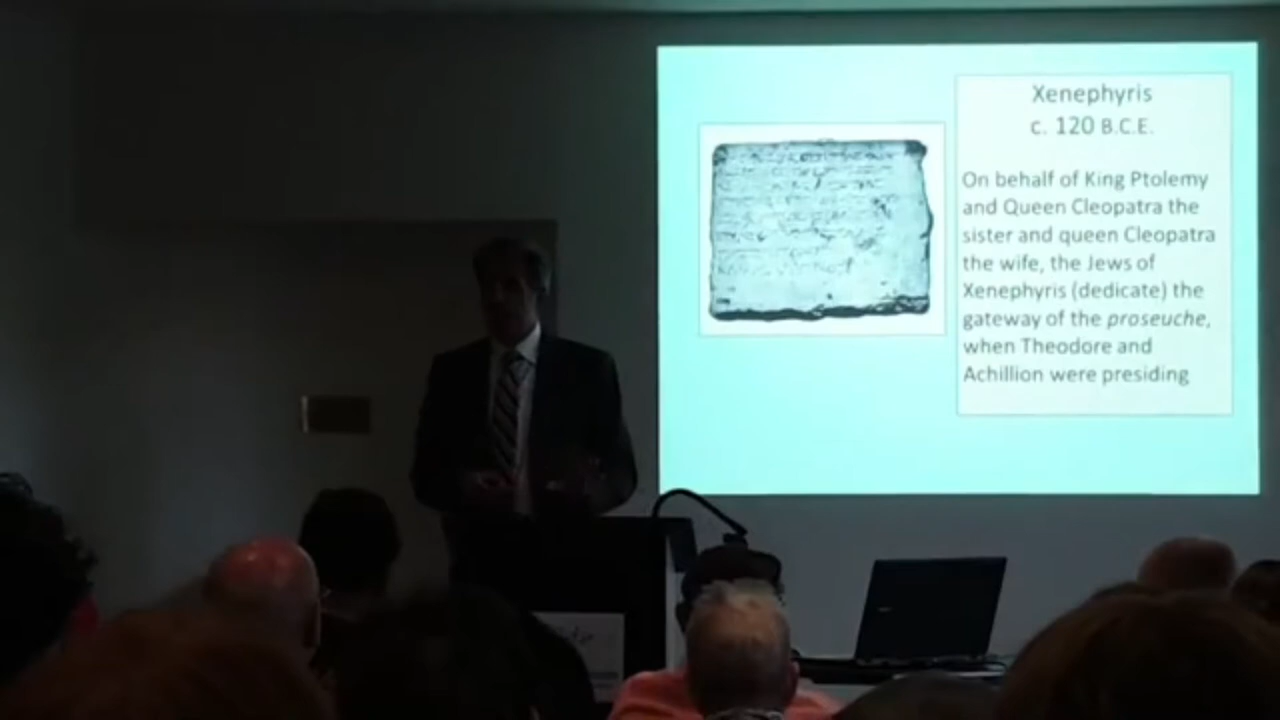 Xenephyris
c. 120 B.C.E.
On behalf of King Ptolemy
and Queen Cleopatra the
sister and queen Cleopatra
the wife, the Jews of
Xenephyris (dedicate) the
gateway of the proseuche,
when Theodore and
Achillion were presiding